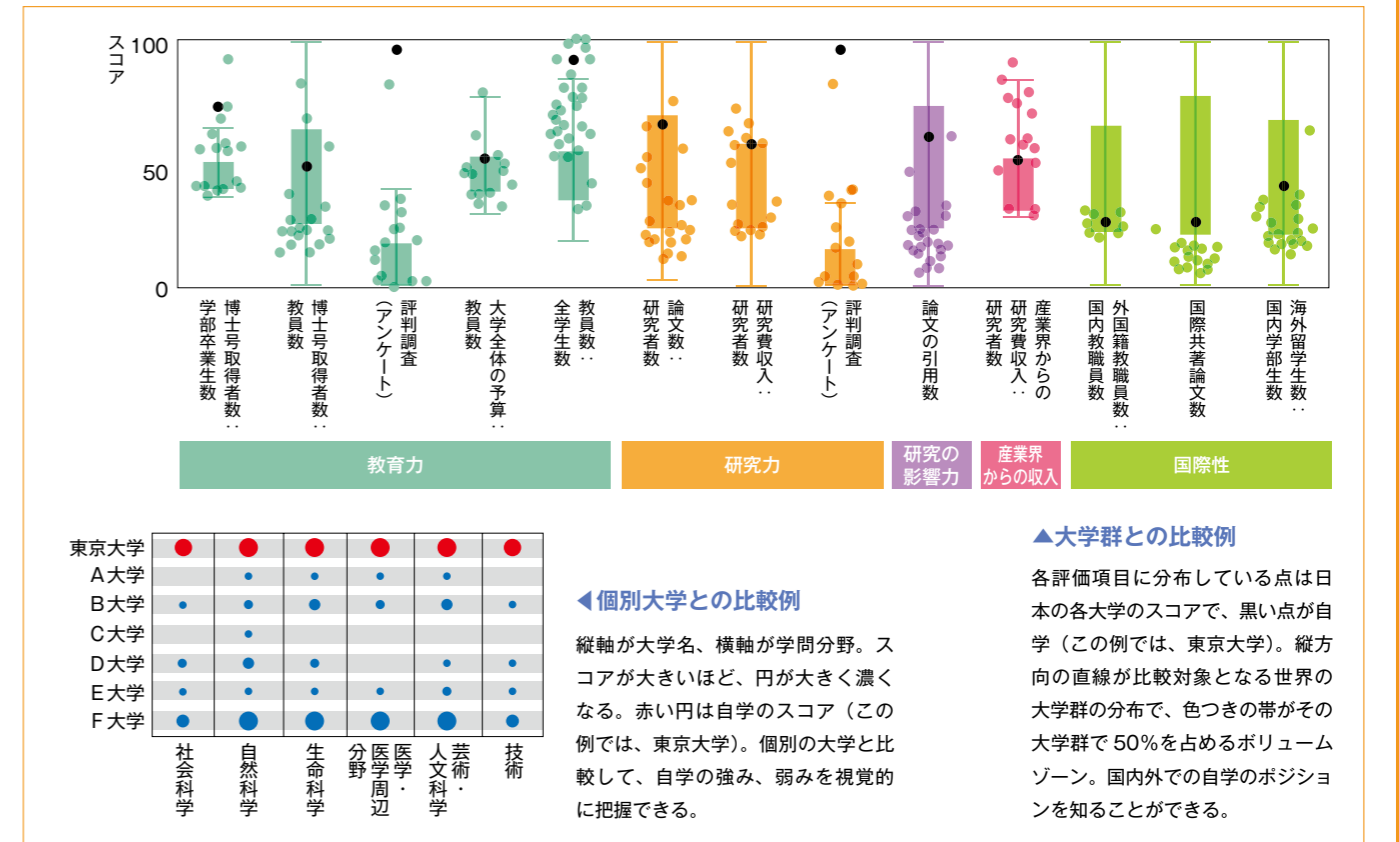 スコア
100
50
0
博士号取得者数：
学部卒業生数
博士号取得者数：
教員数
評判調査
（アンケート）
大学全体の予算：
教員数
教員数：
全学生数
論文数：
研究者数
研究費収入：
研究者数
評判調査
（アンケート）
論文の引用数
産業界からの
研究費収入：
研究者数
外国籍教職員数：
国内教職員数
国際共著論文数
海外留学生数：
国内学部生数
教育力
研究力
研究の
影響力
産業界
からの収入
国際性
東京大学
A大学
B大学
C大学
D大学
E大学
F大学
社会科学
自然科学
生命科学
医学・
医学周辺
分野
芸術・
人文科学
技術
◀個別大学との比較例
縦軸が大学名、横軸が学問分野。ス
コアが大きいほど、円が大きく濃く
なる。赤い円は自学のスコア（この
例では、東京大学）。個別の大学と比
較して、自学の強み、弱みを視覚的
に把握できる。
▲大学群との比較例
各評価項目に分布している点は日
本の各大学のスコアで、黒い点が自
学（この例では、東京大学）。縦方
向の直線が比較対象となる世界の
大学群の分布で、色つきの帯がその
大学群で50％を占めるボリューム
ゾーン。国内外での自学のポジショ
ンを知ることができる。